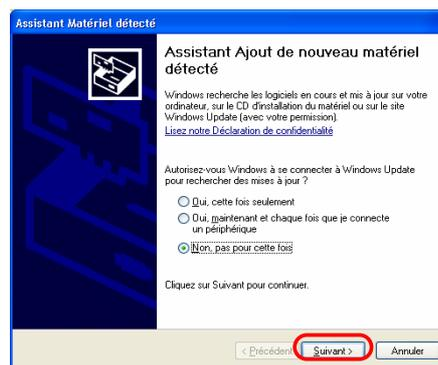 Assistant Matériel détecté
Assistant Ajout de nouveau matériel
détecté
Windows recherche les logiciels en cours et mis à jour sur votre
ordinateur, sur le CD d'installation du matériel ou sur le site
Windows Update (avec votre permission).
Lisez notre Déclaration de confidentialité
Autorisez-vous Windows à se connecter à Windows Update
pour rechercher des mises à jour ?
Oui, cette fois seulement
Oui, maintenant et chaque fois que je connecte
un périphérique
Non, pas pour cette fois
Cliquez sur Suivant pour continuer.
< Précédent
Suivant >
Annuler